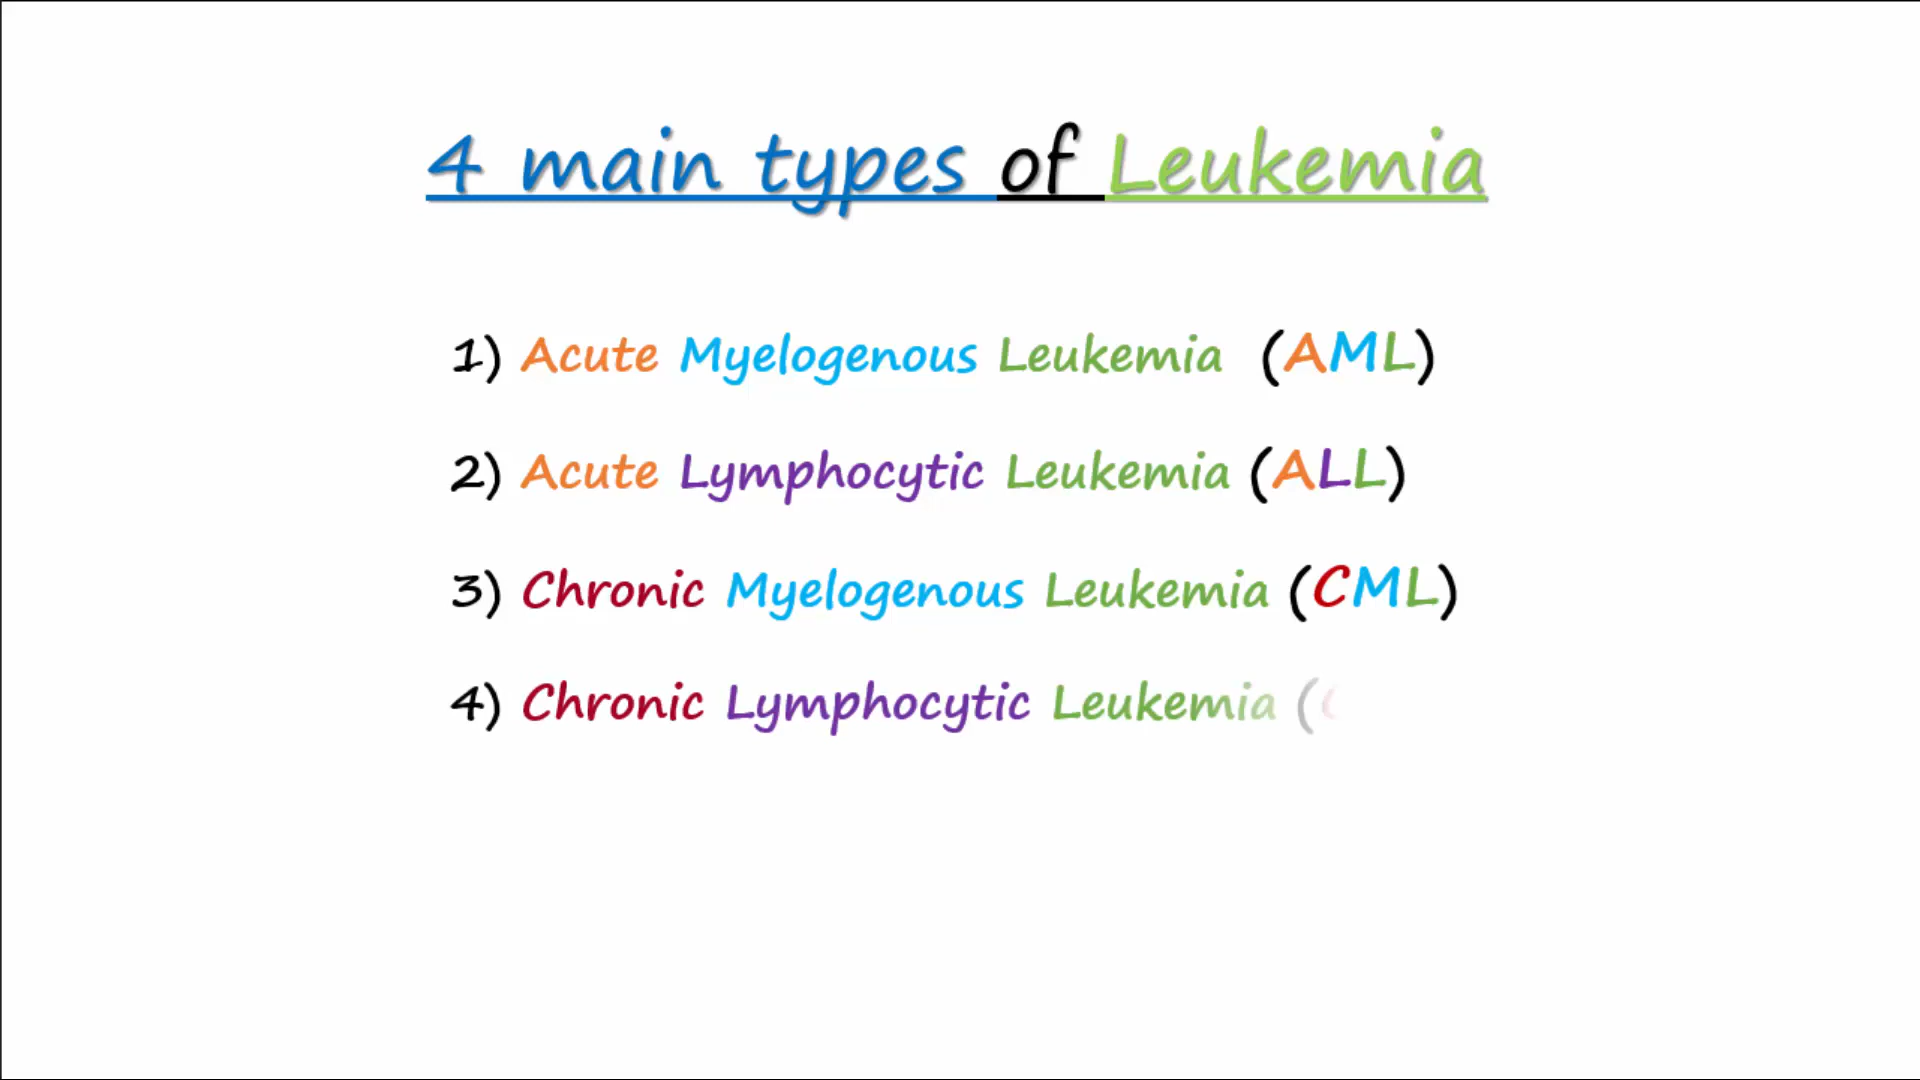 4 main types of Leukemia
1) Acute Myelogenous Leukemia (AML)
2) Acute Lymphocytic Leukemia (ALL)
3) Chronic Myelogenous Leukemia (CML)
4) Chronic Lymphocytic Leukemia (